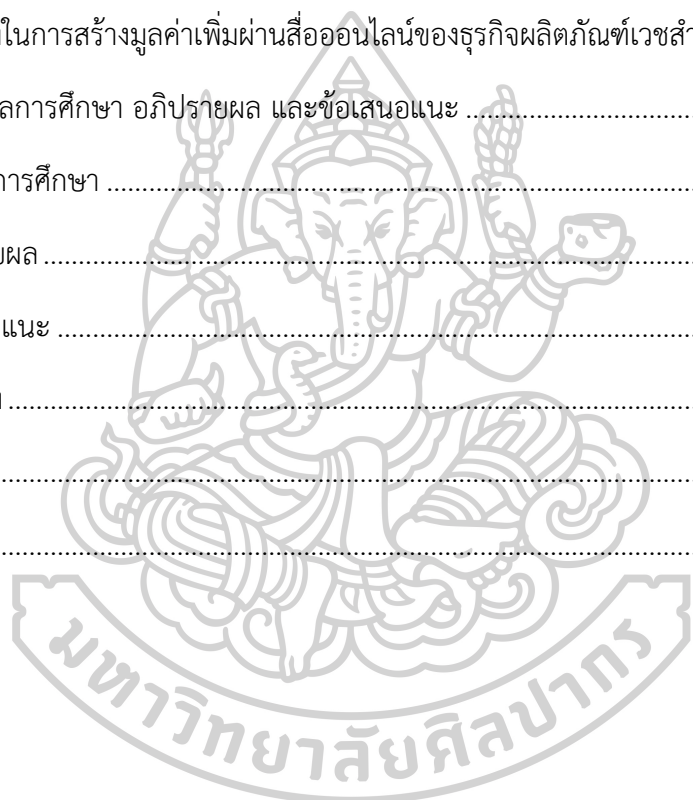 ในการสร้างมูลค่าเพิ่มผ่านสื่อออนไลน์ของธุรกิจผลิตภัณฑ์เวชสำ
ลการศึกษา อภิปรายผล และข้อเสนอแนะ ....................................
การศึกษา ....................................................................................
ยผล ............................................................................................
แนะ ..........................................................................................
..................................................................................................
..................................................................................................
..................................................................................................
มหาวิทยาลัยศิลปากร